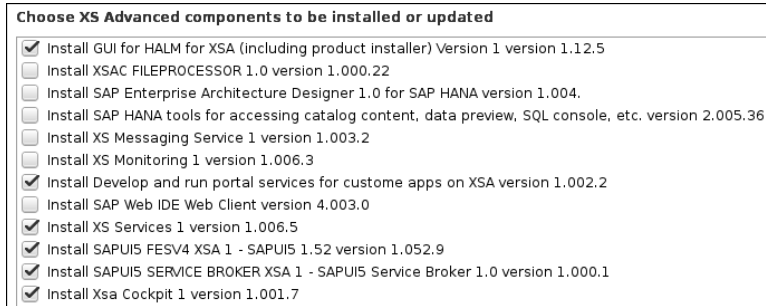 Choose XS Advanced components to be installed or updated
Install GUI for HALM for XSA (including product installer) Version 1 version 1.12.5
Install XSAC FILEPROCESSOR 1.0 version 1.000.22
Install SAP Enterprise Architecture Designer 1.0 for SAP HANA version 1.004.
Install SAP HANA tools for accessing catalog content, data preview, SQL console, etc. version 2.005.36
Install XS Messaging Service 1 version 1.003.2
Install XS Monitoring 1 version 1.006.3
Install Develop and run portal services for custome apps on XSA version 1.002.2
Install SAP Web IDE Web Client version 4.003.0
Install XS Services 1 version 1.006.5
Install SAPUI5 FESV4 XSA 1 - SAPUI5 1.52 version 1.052.9
Install SAPUI5 SERVICE BROKER XSA 1 - SAPUI5 Service Broker 1.0 version 1.000.1
Install Xsa Cockpit 1 version 1.001.7